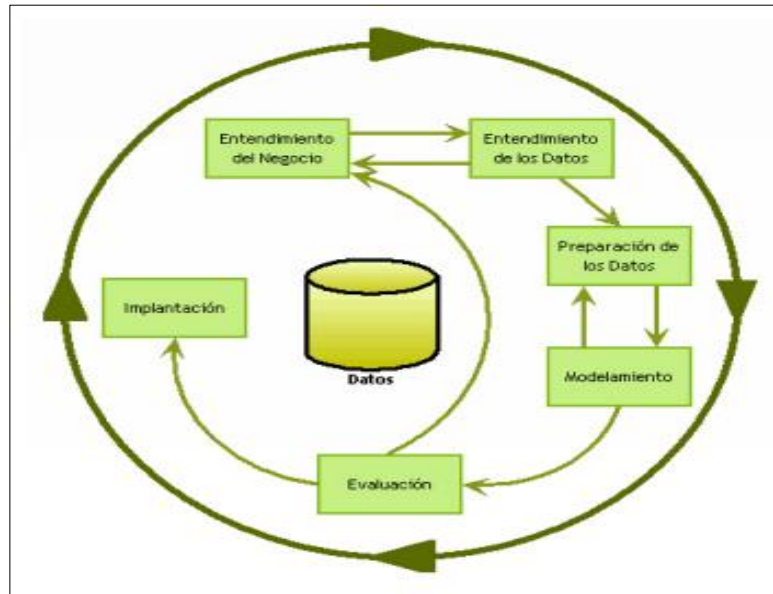 Entendimiento
del Negocio
Entendimiento
de los Datos
Preparación de
los Datos
Implantación
Datos
Modelamiento
Evaluación